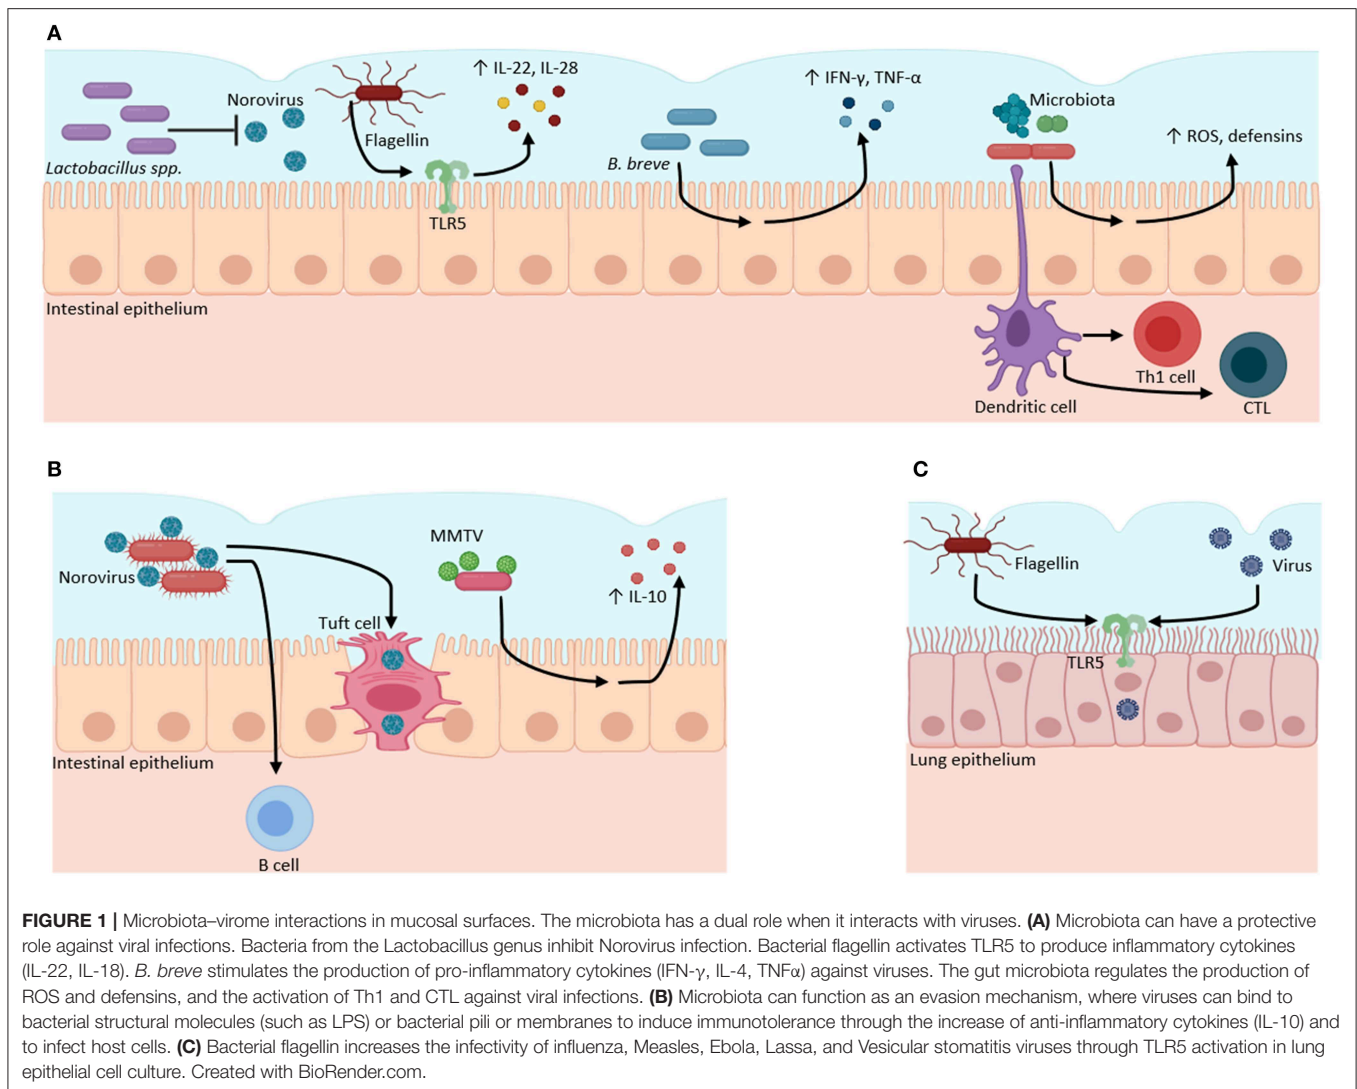 A
Norovirus
↑ IL-22, IL-28
↑ IFN-γ, TNF-α
Microbiota
Flagellin
↑ ROS, defensins
Lactobacillus spp.
B. breve
TLR5
Intestinal epithelium
Th1 cell
Dendritic cell
CTL
B
MMTV
Norovirus
↑ IL-10
Tuft cell
Intestinal epithelium
B cell
C
Flagellin
Virus
TLR5
Lung epithelium
FIGURE 1 | Microbiota–virome interactions in mucosal surfaces. The microbiota has a dual role when it interacts with viruses. (A) Microbiota can have a protective
role against viral infections. Bacteria from the Lactobacillus genus inhibit Norovirus infection. Bacterial flagellin activates TLR5 to produce inflammatory cytokines
(IL-22, IL-18). B. breve stimulates the production of pro-inflammatory cytokines (IFN-γ, IL-4, TNFα) against viruses. The gut microbiota regulates the production of
ROS and defensins, and the activation of Th1 and CTL against viral infections. (B) Microbiota can function as an evasion mechanism, where viruses can bind to
bacterial structural molecules (such as LPS) or bacterial pili or membranes to induce immunotolerance through the increase of anti-inflammatory cytokines (IL-10) and
to infect host cells. (C) Bacterial flagellin increases the infectivity of influenza, Measles, Ebola, Lassa, and Vesicular stomatitis viruses through TLR5 activation in lung
epithelial cell culture. Created with BioRender.com.